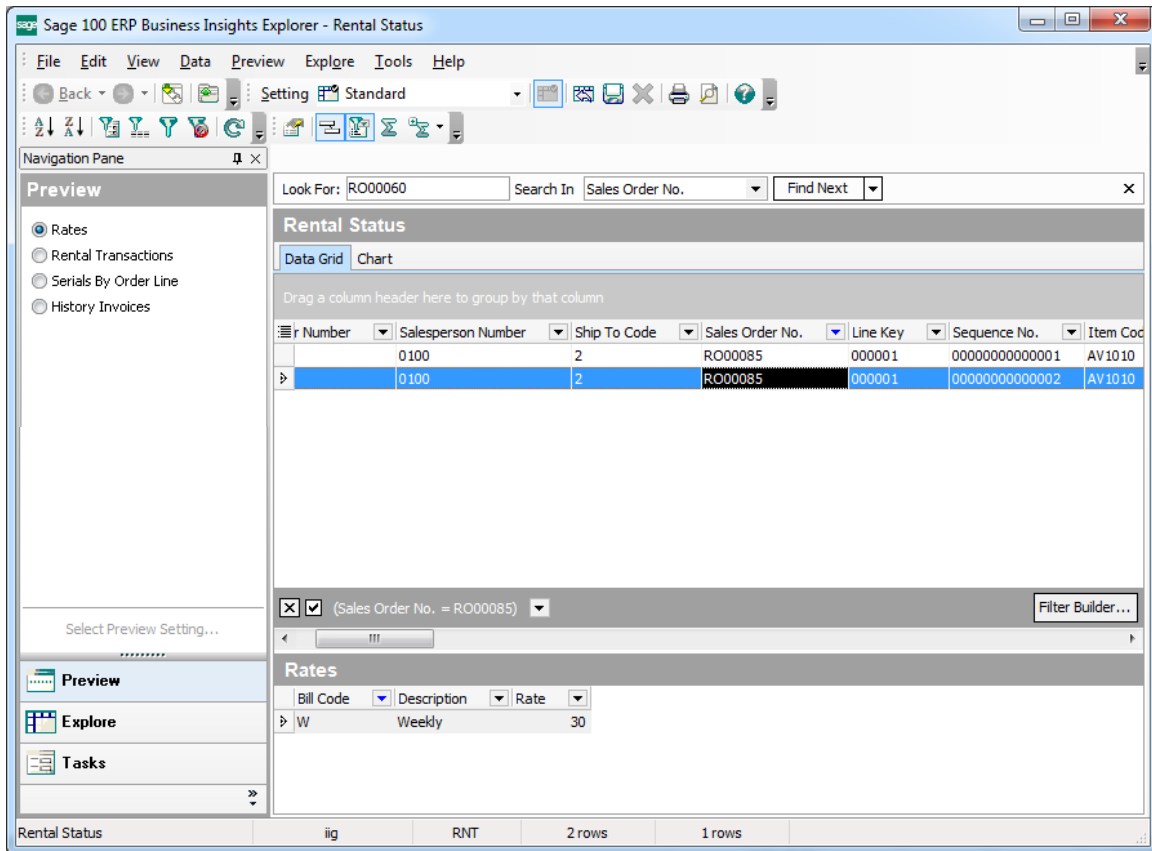 sage Sage 100 ERP Business Insights Explorer - Rental Status
File Edit View Data Preview Explore Tools Help
Back Setting Standard
Navigation Pane
Preview
Look For: RO00060 Search In Sales Order No. Find Next
Rates
Rental Transactions
Serials By Order Line
History Invoices
Rental Status
Data Grid Chart
Drag a column header here to group by that column
r Number Salesperson Number Ship To Code Sales Order No. Line Key Sequence No. Item Cod
0100 2 RO00085 000001 00000000000001 AV1010
0100 2 RO00085 000001 00000000000002 AV1010
(Sales Order No. = RO00085) Filter Builder...
Select Preview Setting...
Preview
Explore
Tasks
Rates
Bill Code Description Rate
W Weekly 30
Rental Status iig RNT 2 rows 1 rows